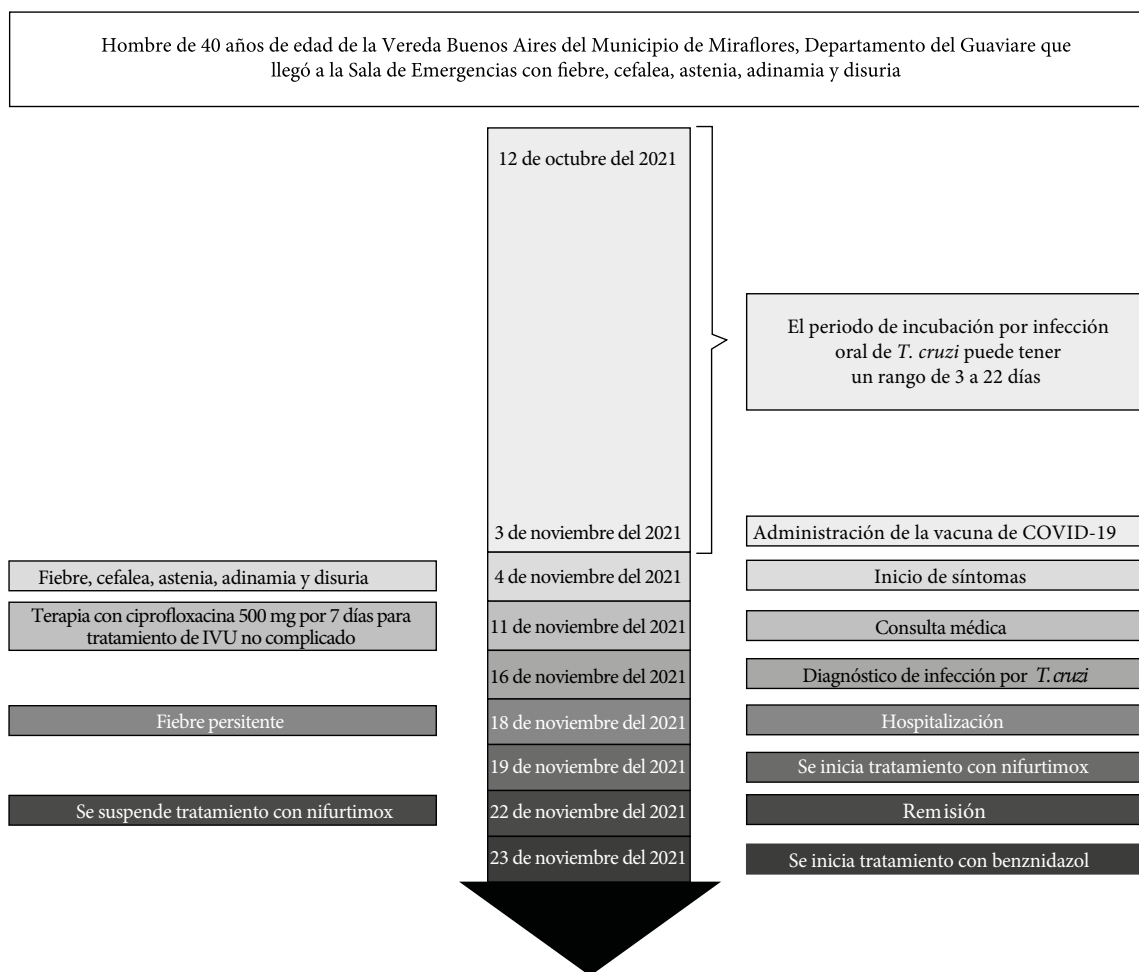 Hombre de 40 años de edad de la Vereda Buenos Aires del Municipio de Miraflores, Departamento del Guaviare que
llegó a la Sala de Emergencias con fiebre, cefalea, astenia, adinamia y disuria
12 de octubre del 2021
El periodo de incubación por infección
oral de T. cruzi puede tener
un rango de 3 a 22 días
3 de noviembre del 2021
Administración de la vacuna de COVID-19
Fiebre, cefalea, astenia, adinamia y disuria
4 de noviembre del 2021
Inicio de síntomas
Terapia con ciprofloxacina 500 mg por 7 días para
tratamiento de IVU no complicado
11 de noviembre del 2021
Consulta médica
16 de noviembre del 2021
Diagnóstico de infección por T. cruzi
Fiebre persitente
18 de noviembre del 2021
Hospitalización
19 de noviembre del 2021
Se inicia tratamiento con nifurtimox
Se suspende tratamiento con nifurtimox
22 de noviembre del 2021
Remisión
23 de noviembre del 2021
Se inicia tratamiento con benznidazol